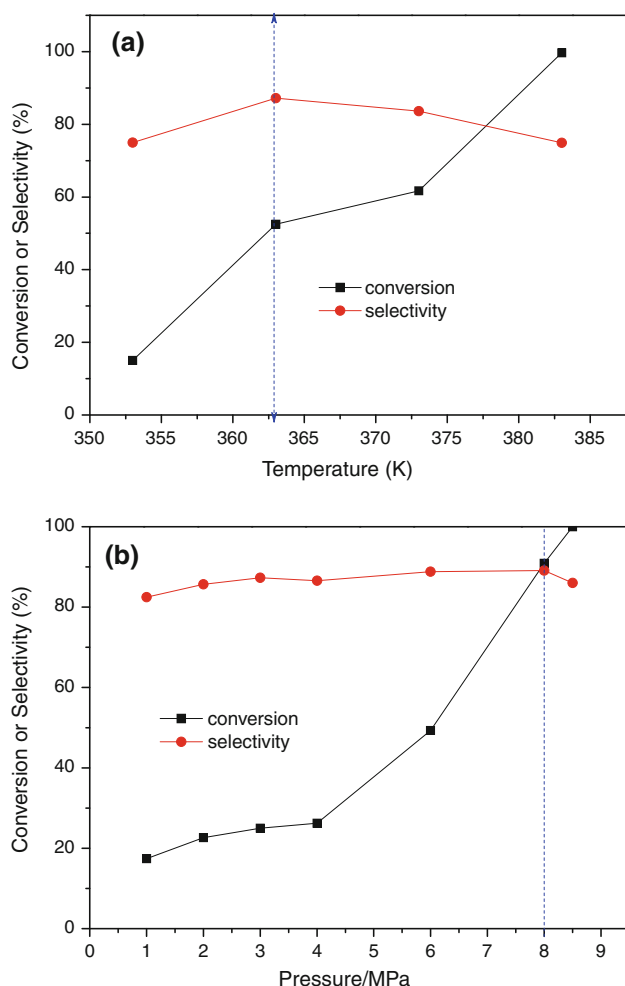 (a)
100
80
60
40
20
0
Conversion or Selectivity (%)
conversion
selectivity
350 355 360 365 370 375 380 385
Temperature (K)
(b)
100
80
60
40
20
0
Conversion or Selectivity (%)
conversion
selectivity
0 1 2 3 4 5 6 7 8 9
Pressure/MPa